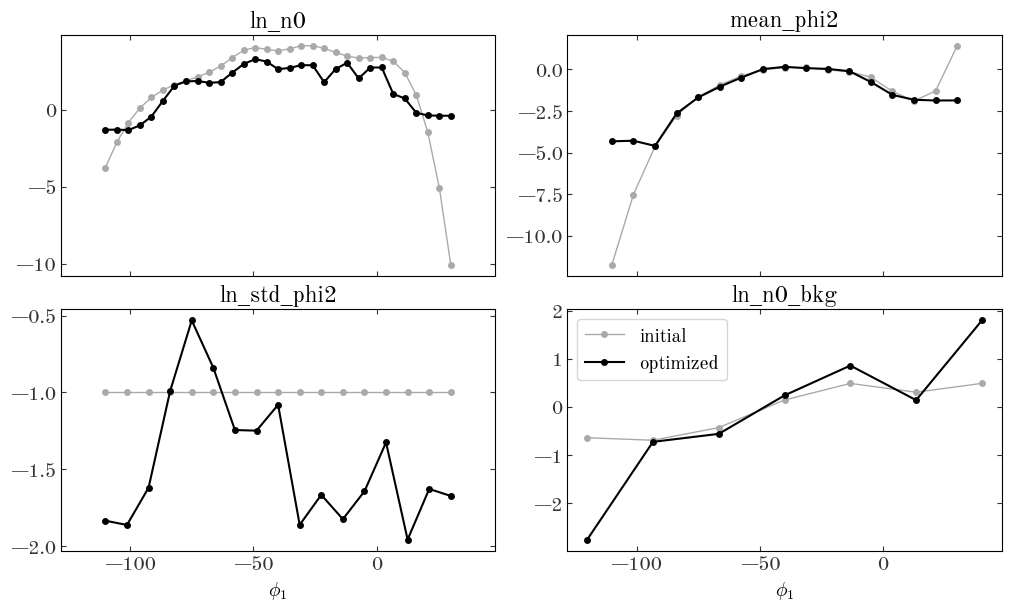 ln_n0
0
−5
−10
mean_phi2
0.0
−2.5
−5.0
−7.5
−10.0
ln_std_phi2
−0.5
−1.0
−1.5
−2.0
−100
−50
0
ϕ1
ln_n0_bkg
initial
optimized
2
1
0
−1
−2
−100
−50
0
ϕ1